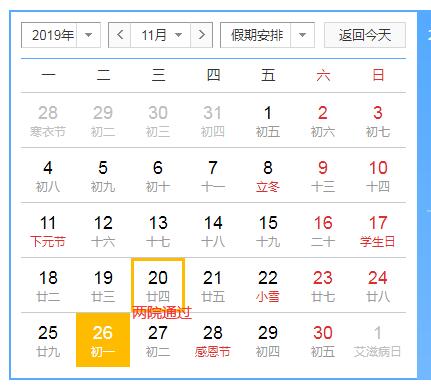 2019年 11月 假期安排 返回今天
一 二 三 四 五 六 日
28 29 30 31 1 2 3
寒衣节 初二 初三 初四 初五 初六 初七
4 5 6 7 8 9 10
初八 初九 初十 十一 立冬 十三 十四
11 12 13 14 15 16 17
下元节 十六 十七 十八 十九 二十 学生日
18 19 20 21 22 23 24
廿二 廿三 廿四 廿五 小雪 廿七 廿八
两院通过
25 26 27 28 29 30 1
廿九 初一 初二 感恩节 初四 初五 艾滋病日